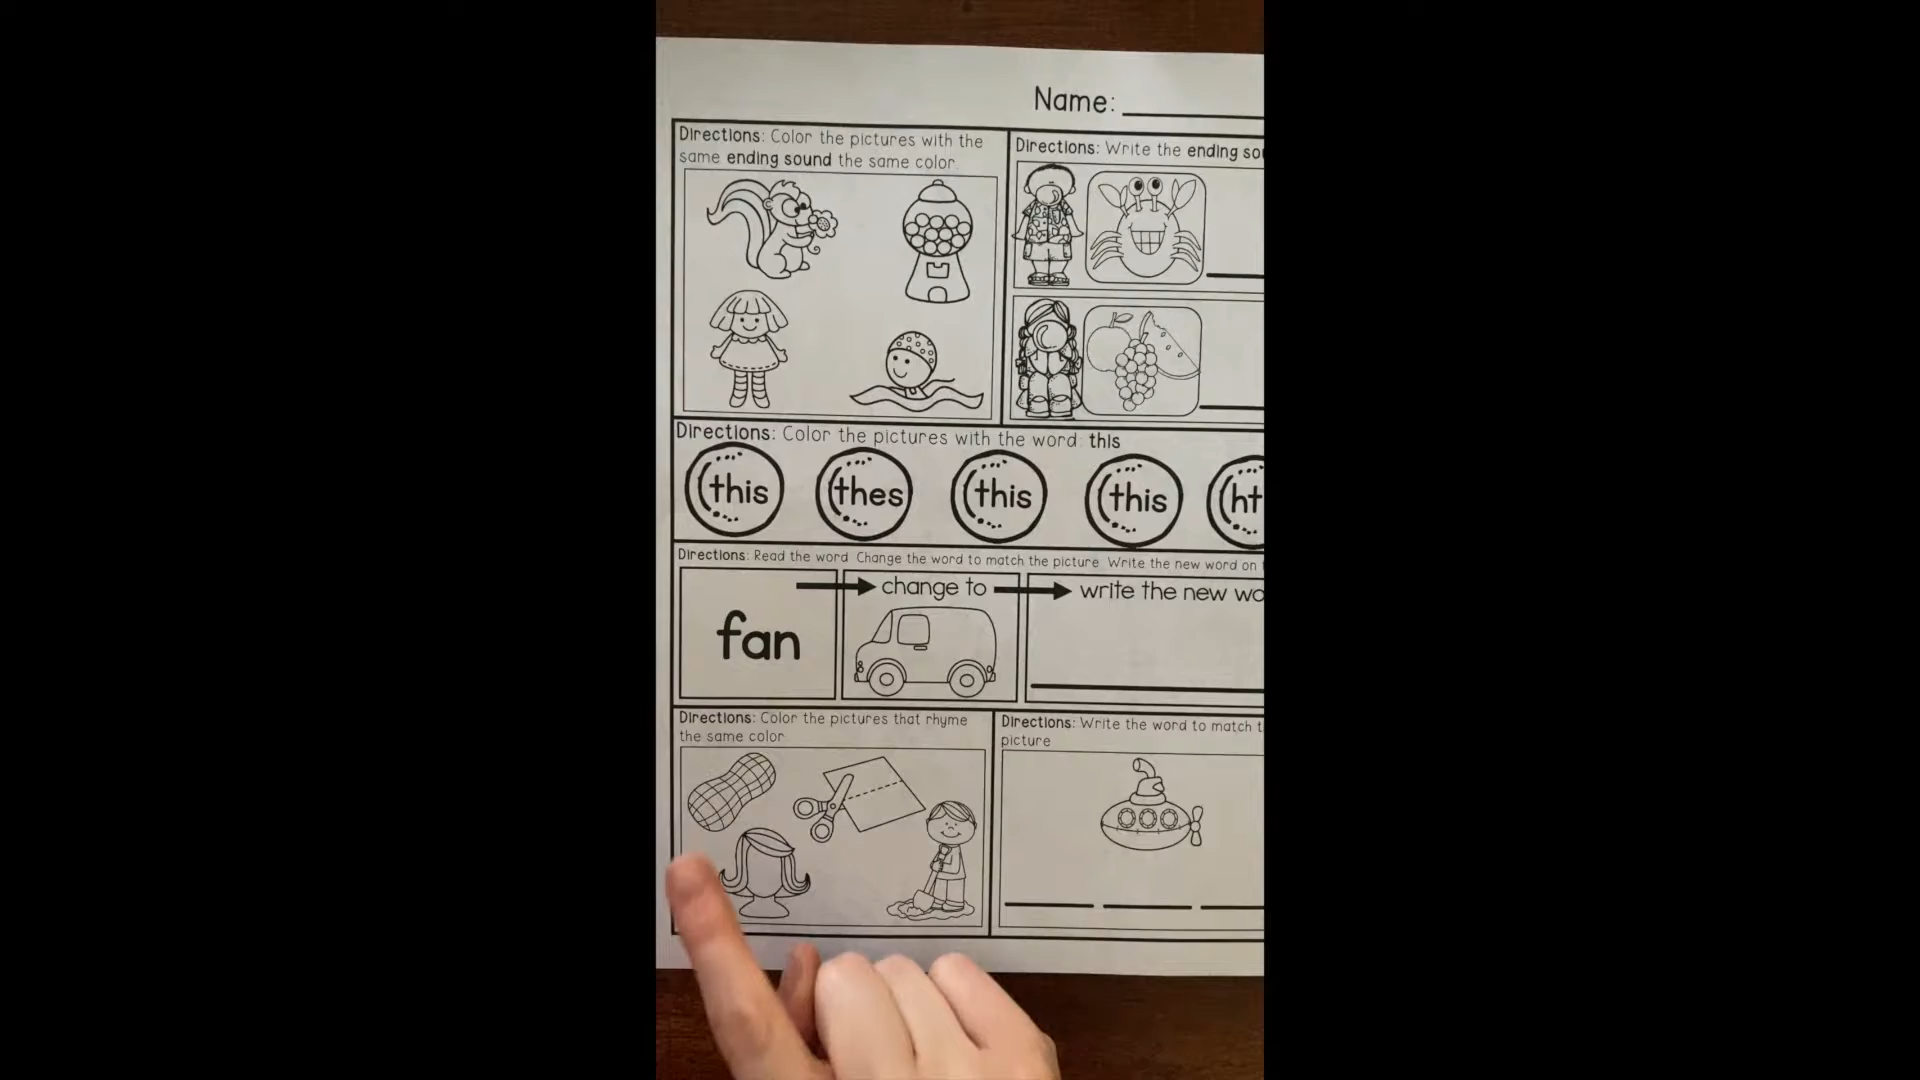 Name:
Directions: Color the pictures with the
same ending sound the same color.
Directions: Write the ending
Directions: Color the pictures with the word: this
this thes this this
Directions: Read the word. Change the word to match the picture. Write the new word on
change to write the new
fan
Directions: Color the pictures that rhyme
the same color.
Directions: Write the word to match
picture